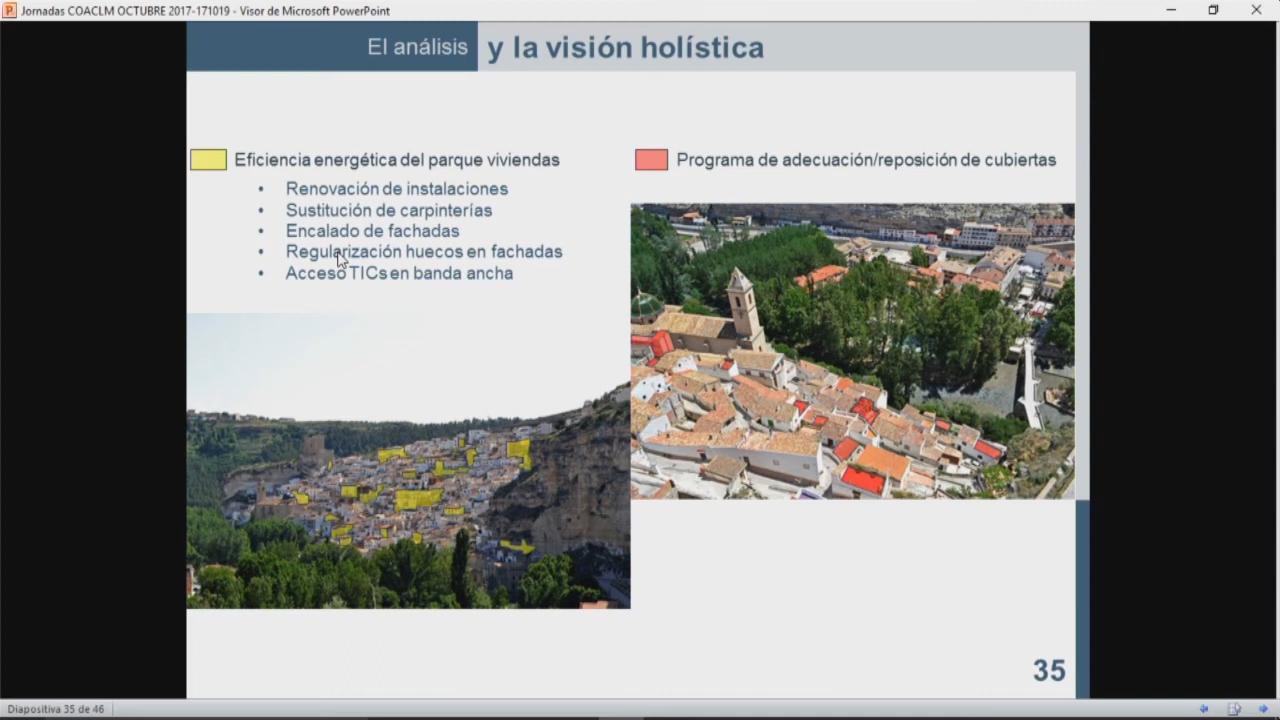 Jornadas COACLM OCTUBRE 2017-171019 - Visor de Microsoft PowerPoint
El análisis y la visión holística
Eficiencia energética del parque viviendas
• Renovación de instalaciones
• Sustitución de carpinterías
• Encalado de fachadas
• Regularización huecos en fachadas
• Acceso TICs en banda ancha
Programa de adecuación/reposición de cubiertas
35
Diapositiva 35 de 46